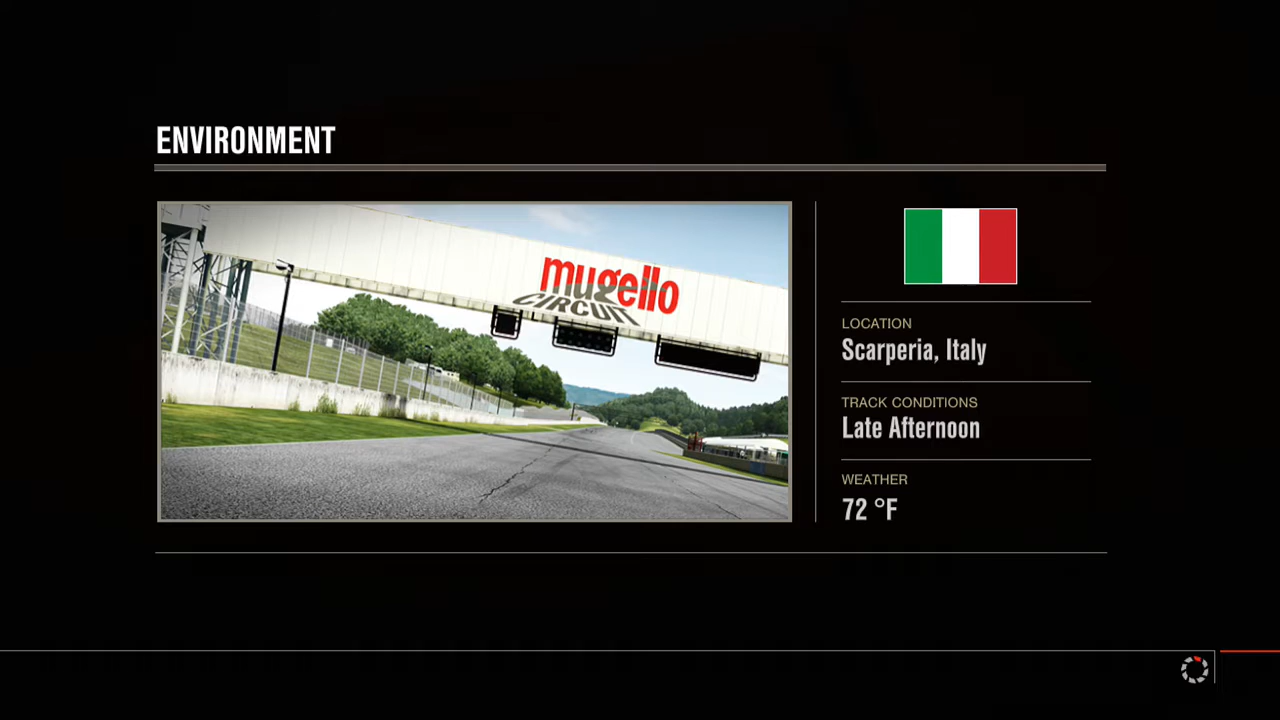 ENVIRONMENT
mugello
CIRCUIT
LOCATION
Scarperia, Italy
TRACK CONDITIONS
Late Afternoon
WEATHER
72 °F